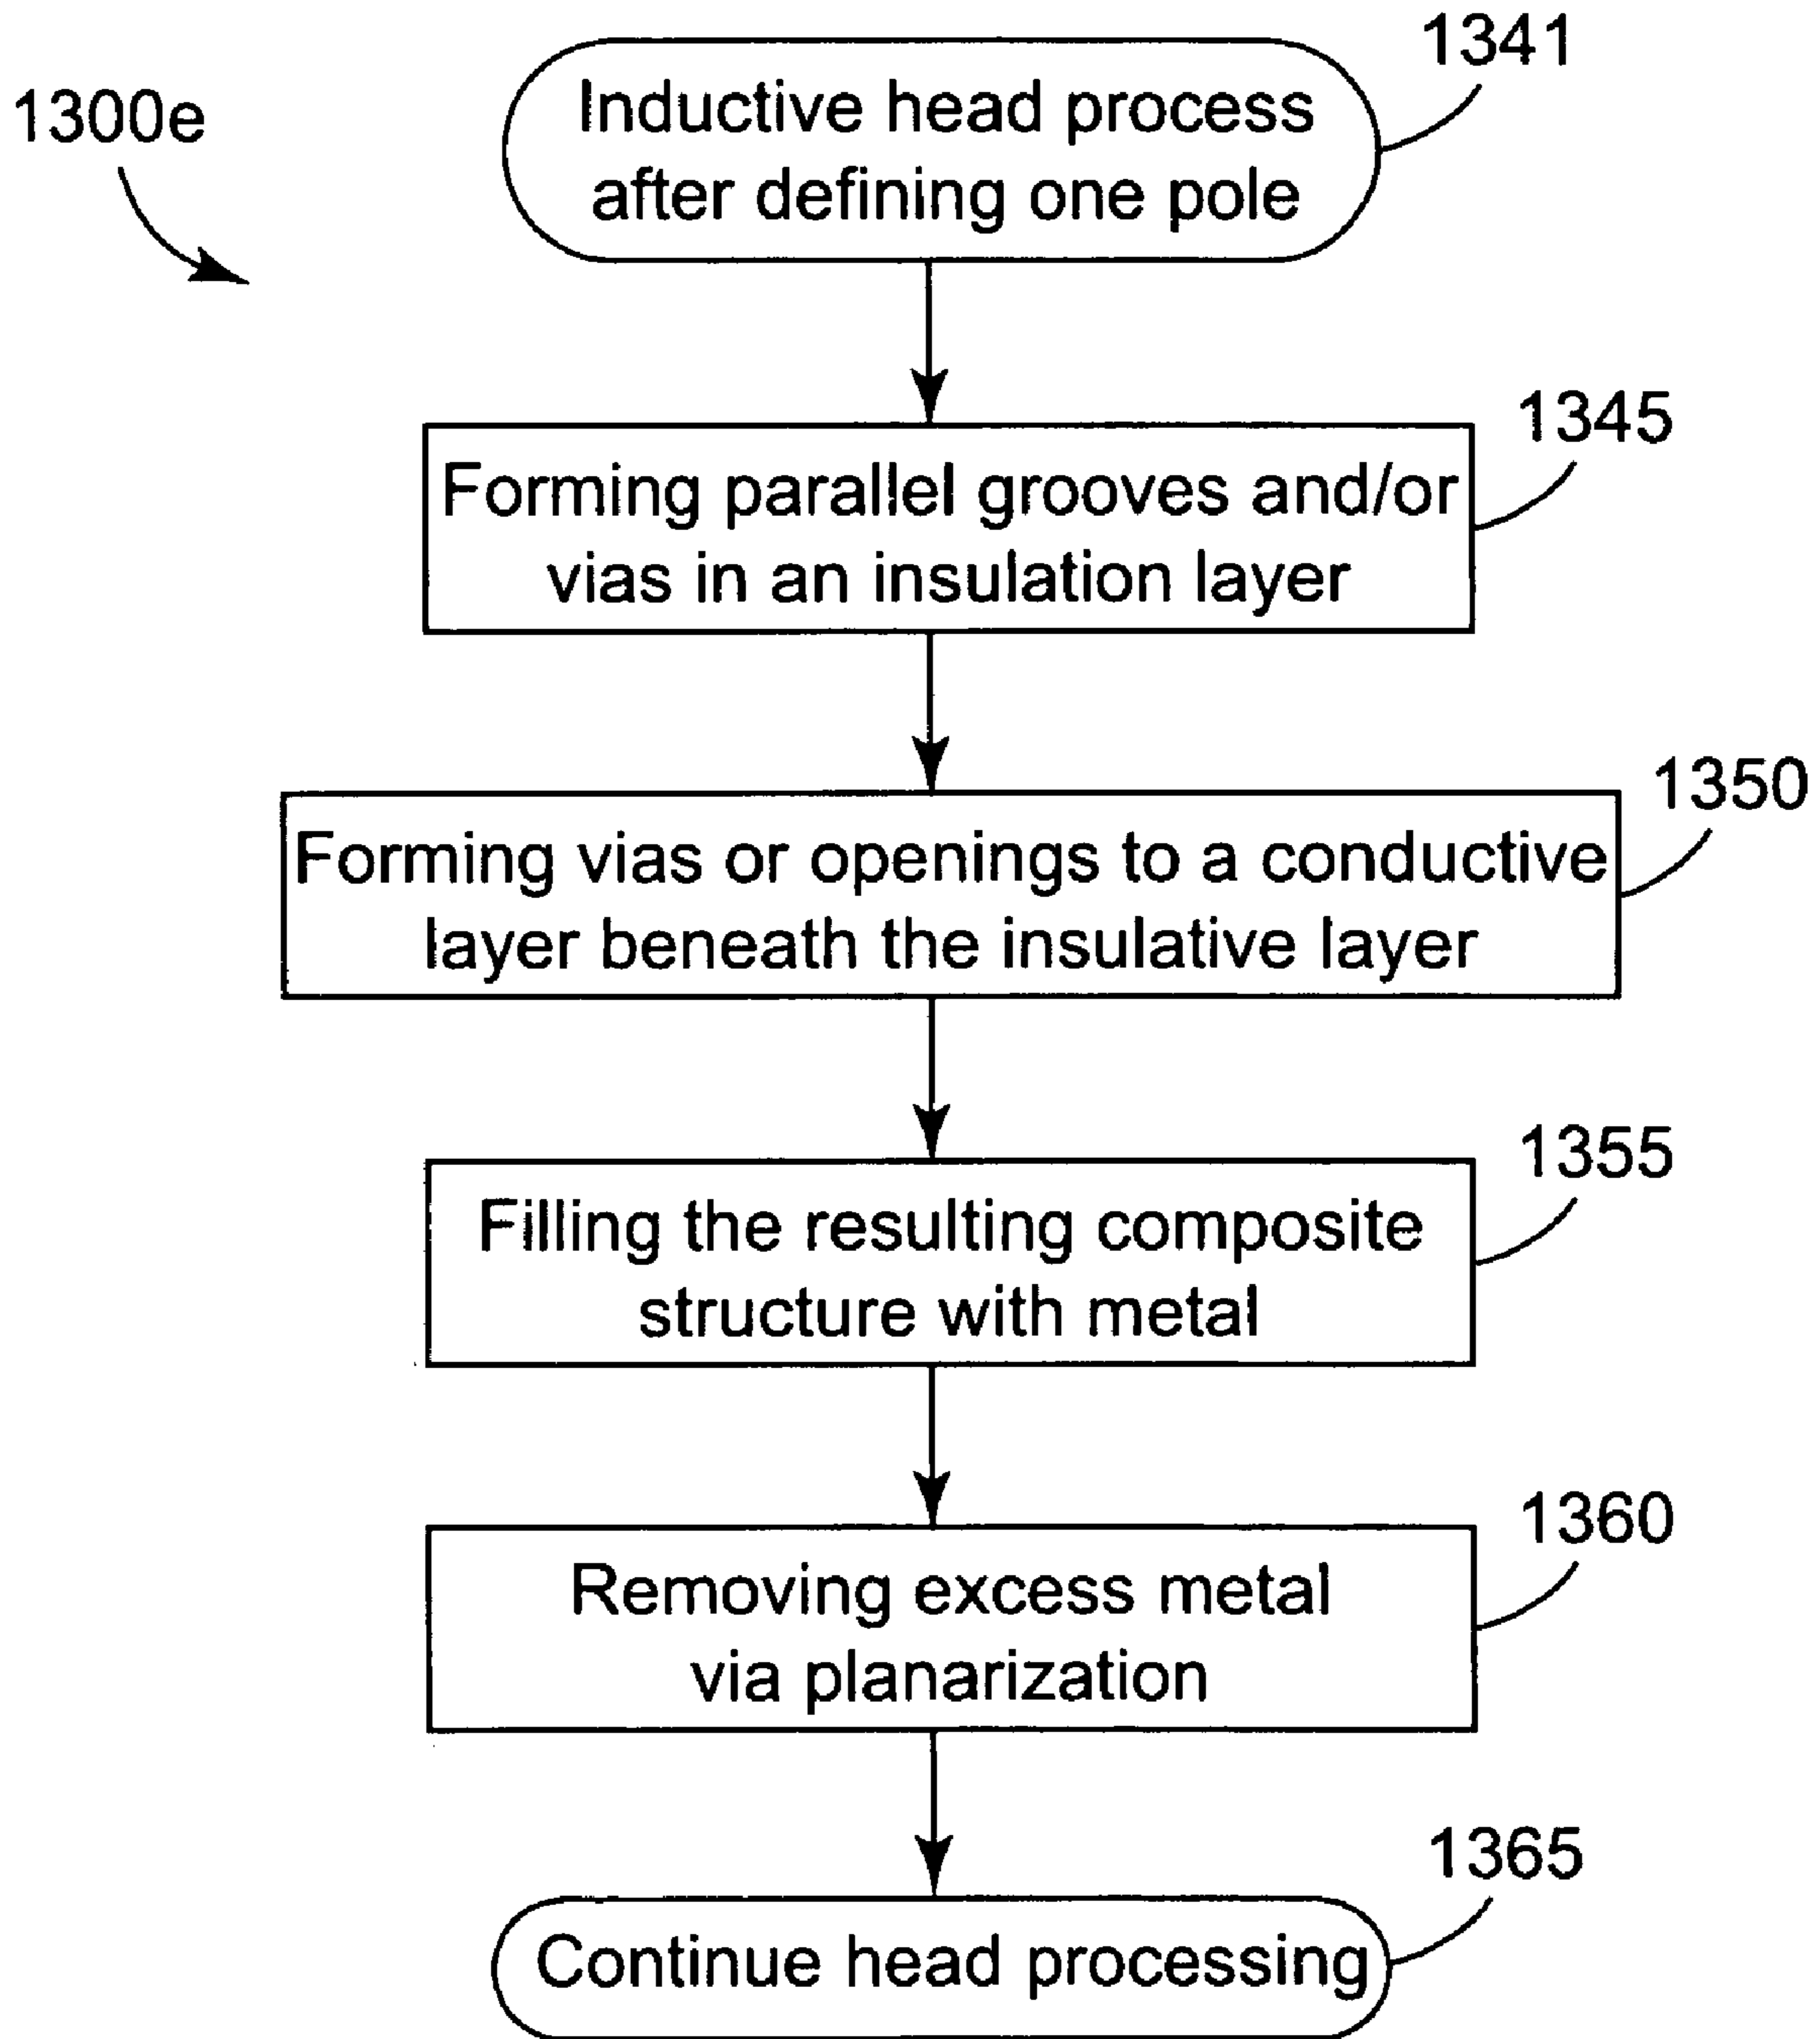 1300e
1341
Inductive head process
after defining one pole
1345
Forming parallel grooves and/or
vias in an insulation layer
1350
Forming vias or openings to a conductive
layer beneath the insulative layer
1355
Filling the resulting composite
structure with metal
1360
Removing excess metal
via planarization
1365
Continue head processing